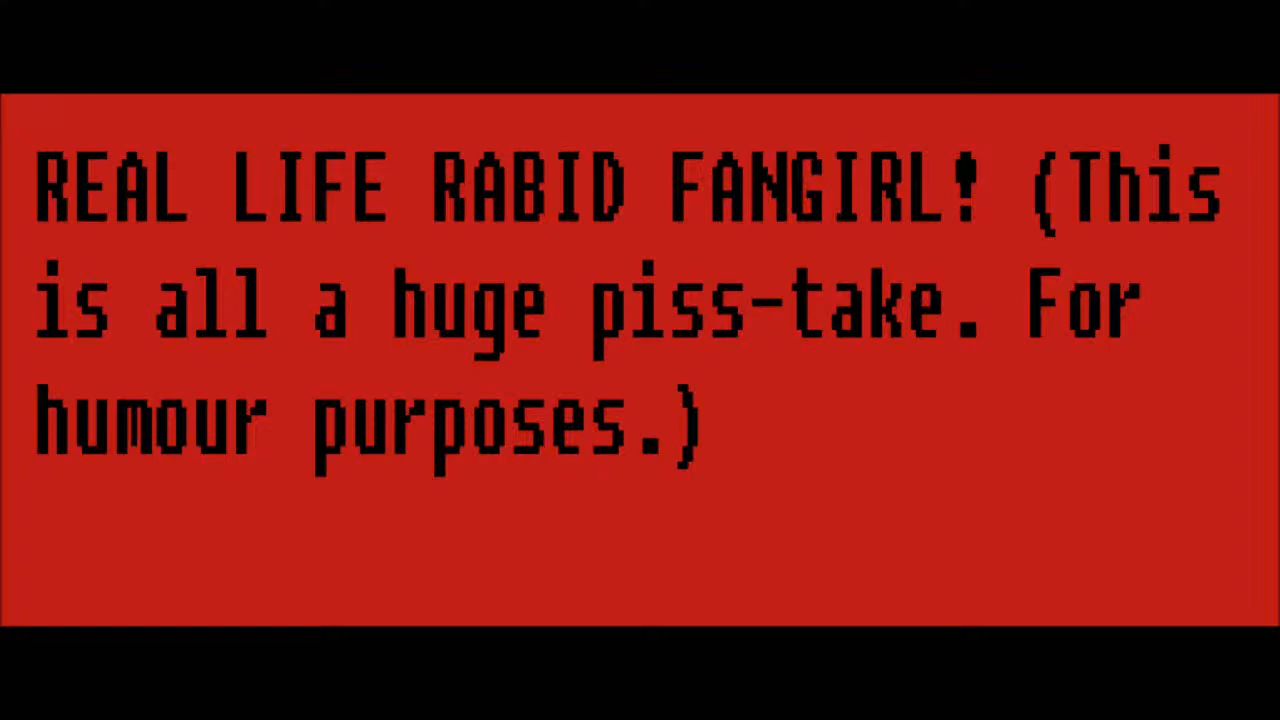 REAL LIFE RABID FANGIRL! (This
is all a huge piss-take. For
humour purposes.)